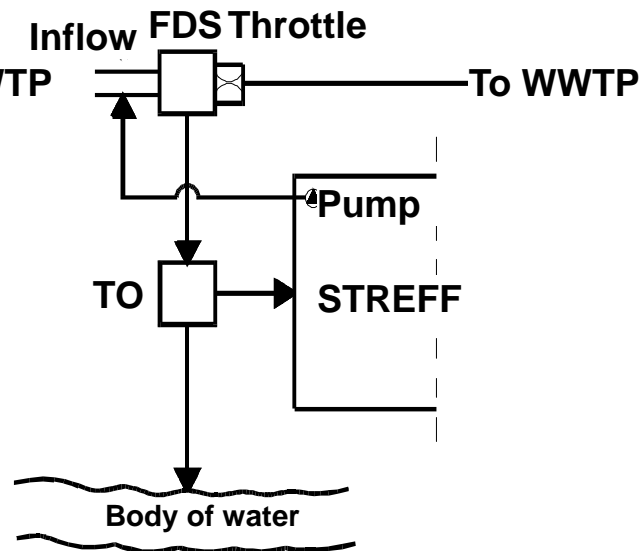 FDS Throttle
Inflow
To WWTP
Pump
TO
STREFF
Body of water